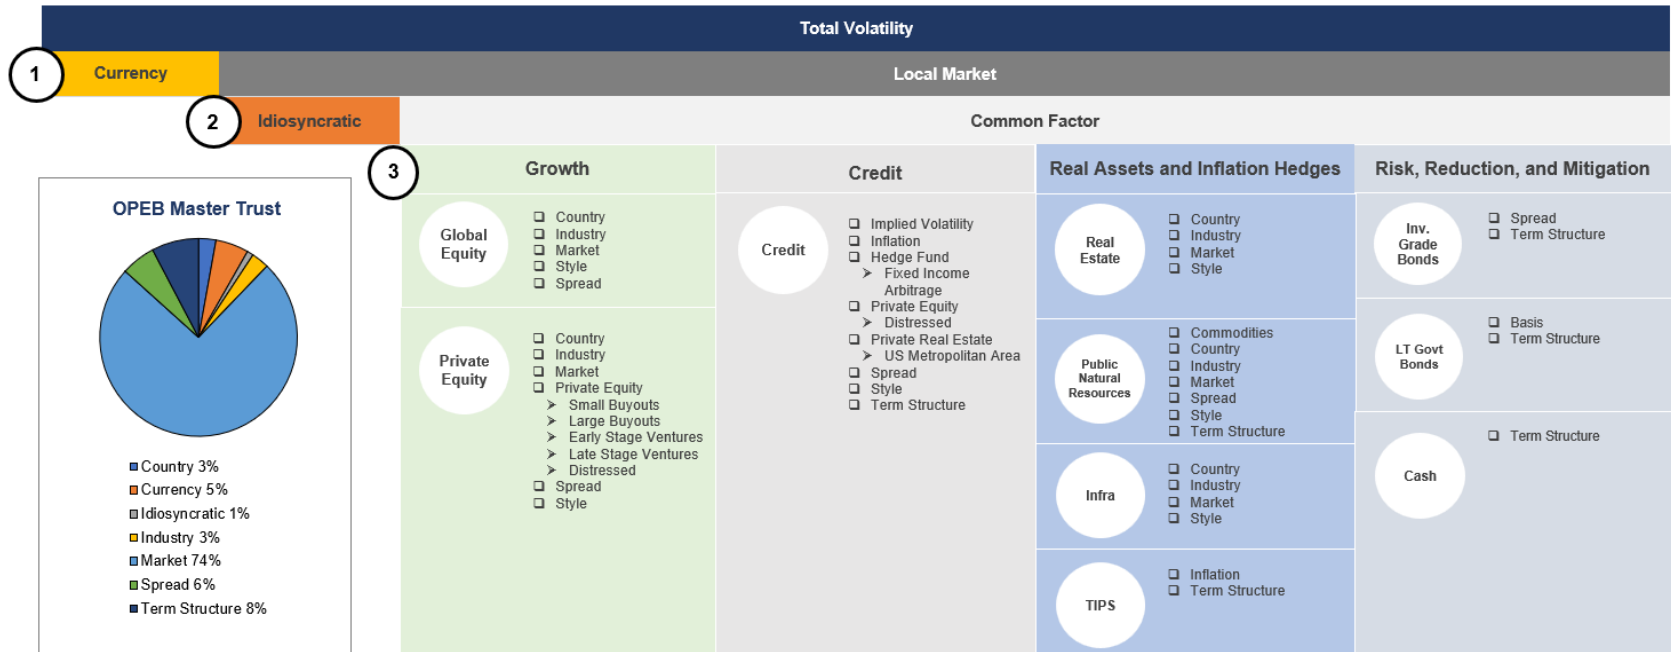 Total Volatility
1
Currency
Local Market
2
Idiosyncratic
Common Factor
3
Growth
Credit
Real Assets and Inflation Hedges
Risk, Reduction, and Mitigation
OPEB Master Trust
Country 3%
Currency 5%
Idiosyncratic 1%
Industry 3%
Market 74%
Spread 6%
Term Structure 8%
Global
Equity
Country
Industry
Market
Style
Spread
Private
Equity
Country
Industry
Market
Private Equity
Small Buyouts
Large Buyouts
Early Stage Ventures
Late Stage Ventures
Distressed
Spread
Style
Credit
Implied Volatility
Inflation
Hedge Fund
Fixed Income
Arbitrage
Private Equity
Distressed
Private Real Estate
US Metropolitan Area
Spread
Style
Term Structure
Real
Estate
Country
Industry
Market
Style
Public
Natural
Resources
Commodities
Country
Industry
Market
Spread
Style
Term Structure
Infra
Country
Industry
Market
Style
TIPS
Inflation
Term Structure
Inv.
Grade
Bonds
Spread
Term Structure
LT Govt
Bonds
Basis
Term Structure
Cash
Term Structure